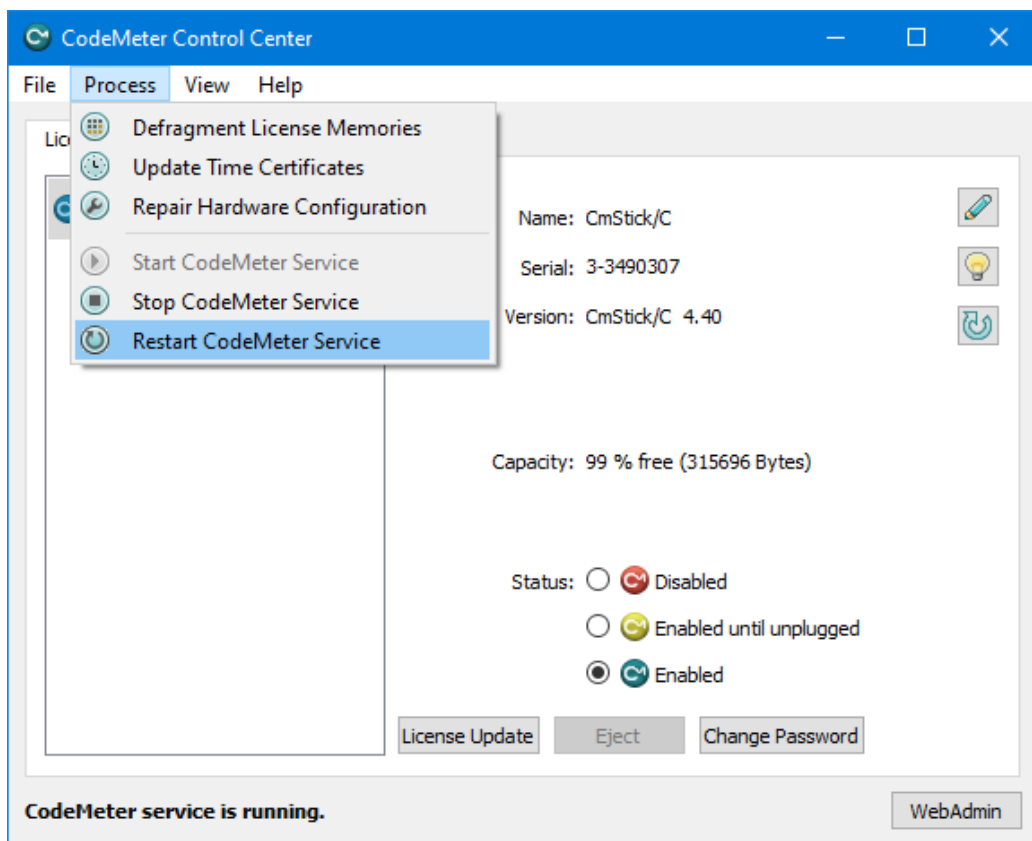 CodeMeter Control Center
File Process View Help
Defragment License Memories
Update Time Certificates
Repair Hardware Configuration
Start CodeMeter Service
Stop CodeMeter Service
Restart CodeMeter Service
Name: CmStick/C
Serial: 3-3490307
Version: CmStick/C 4.40
Capacity: 99 % free (315696 Bytes)
Status: Disabled
Enabled until unplugged
Enabled
License Update Eject Change Password
CodeMeter service is running. WebAdmin